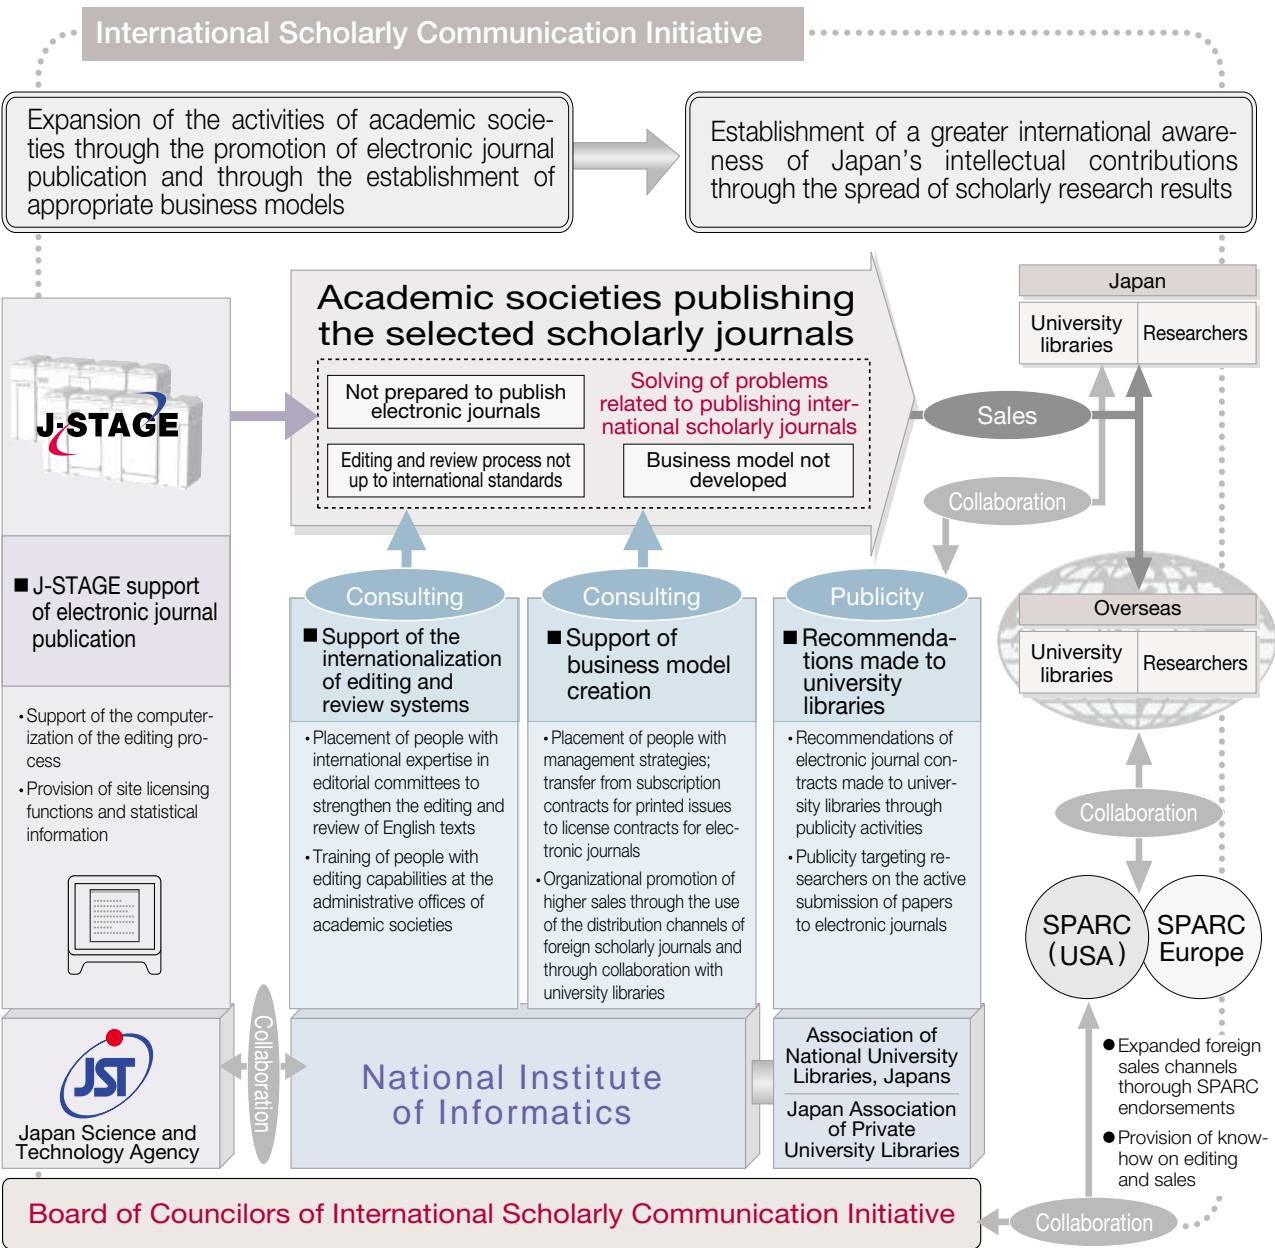 International Scholarly Communication Initiative
Expansion of the activities of academic socie-
ties through the promotion of electronic journal
publication and through the establishment of
appropriate business models
Establishment of a greater international aware-
ness of Japan's intellectual contributions
through the spread of scholarly research results
Academic societies publishing
the selected scholarly journals
Not prepared to publish
electronic journals
Solving of problems
related to publishing inter-
national scholarly journals
Editing and review process not
up to international standards
Business model not
developed
Japan
University
libraries
Researchers
Sales
Collaboration
J-STAGE
■ J-STAGE support
of electronic journal
publication
• Support of the computer-
ization of the editing pro-
cess
• Provision of site licensing
functions and statistical
information
Consulting
■ Support of the
internationalization
of editing and
review systems
• Placement of people with
international expertise in
editorial committees to
strengthen the editing and
review of English texts
• Training of people with
editing capabilities at the
administrative offices of
academic societies
Consulting
■ Support of
business model
creation
• Placement of people with
management strategies;
transfer from subscription
contracts for printed issues
to license contracts for elec-
tronic journals
• Organizational promotion of
higher sales through the use
of the distribution channels of
foreign scholarly journals and
through collaboration with
university libraries
Publicity
■ Recommenda-
tions made to
university
libraries
• Recommendations of
electronic journal con-
tracts made to univer-
sity libraries through
publicity activities
• Publicity targeting re-
searchers on the active
submission of papers
to electronic journals
Overseas
University
libraries
Researchers
Collaboration
SPARC
(USA)
SPARC
Europe
● Expanded foreign
sales channels
thorough SPARC
endorsements
● Provision of know-
how on editing
and sales
JST
Japan Science and
Technology Agency
Collaboration
National Institute
of Informatics
Association of
National University
Libraries, Japans
Japan Association
of Private
University Libraries
Board of Councilors of International Scholarly Communication Initiative
Collaboration